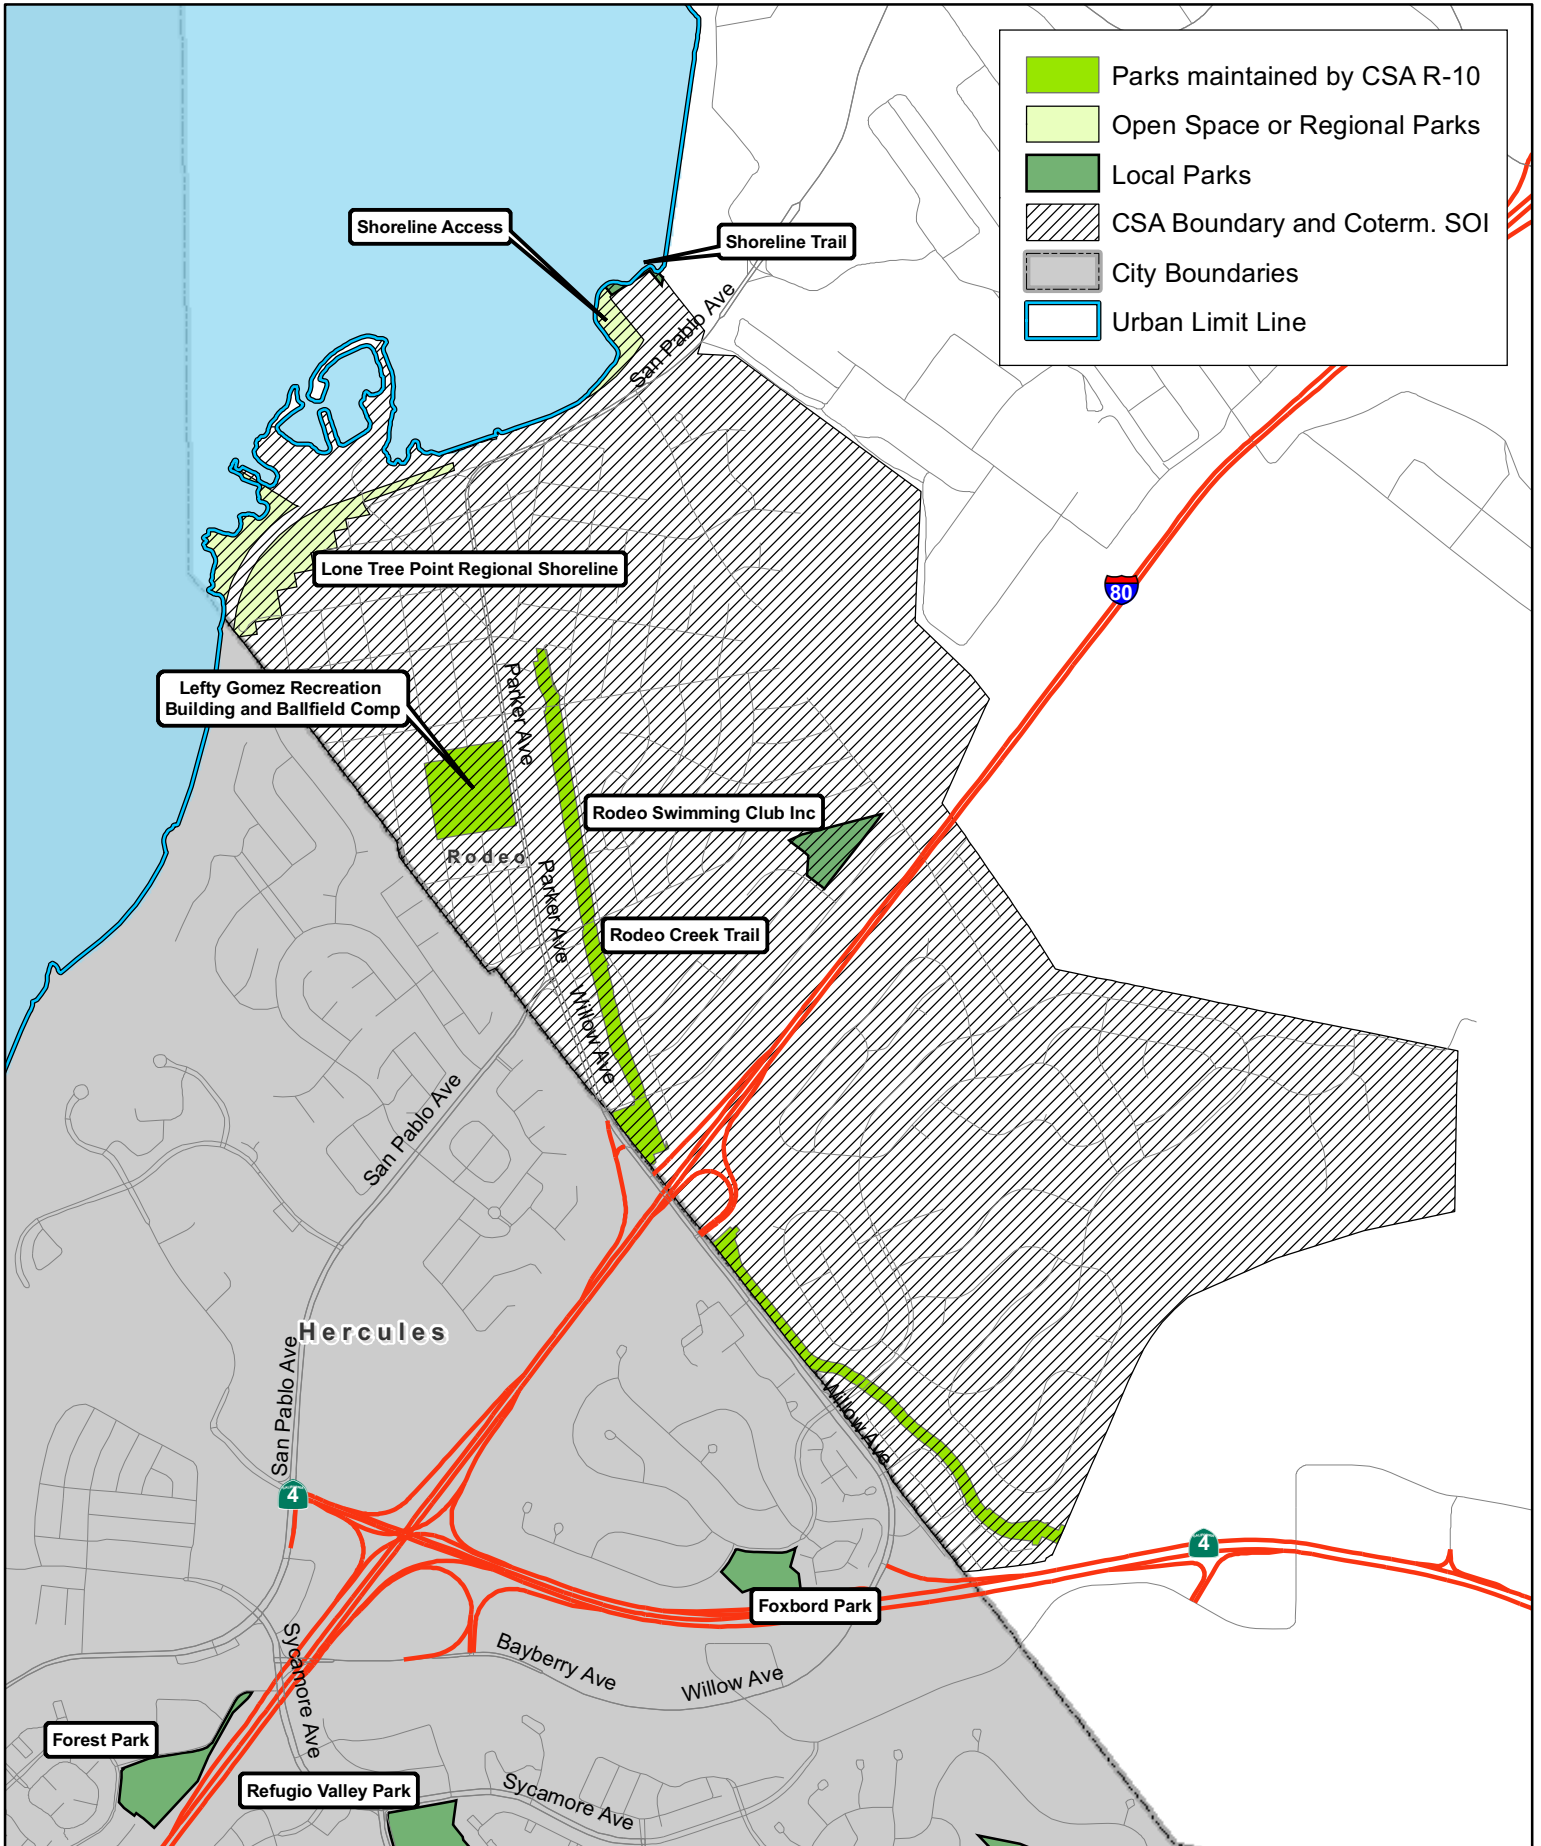 Parks maintained by CSA R-10
Open Space or Regional Parks
Local Parks
CSA Boundary and Coterm. SOI
City Boundaries
Urban Limit Line
Shoreline Access
Shoreline Trail
San Pablo Ave
Lone Tree Point Regional Shoreline
80
Parker Ave
Lefty Gomez Recreation
Building and Ballfield Comp
Rodeo Swimming Club Inc
Rodeo
Parker Ave
Rodeo Creek Trail
Willow Ave
San Pablo Ave
Hercules
San Pablo Ave
Willow Ave
4
4
Foxbord Park
Sycamore Ave
Bayberry Ave
Willow Ave
Forest Park
Refugio Valley Park
Sycamore Ave